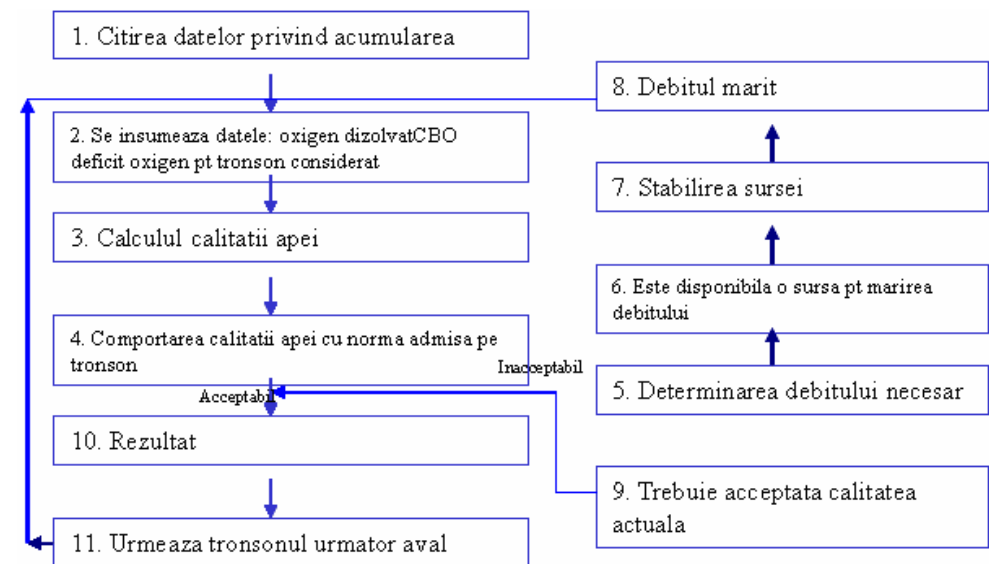 1. Citirea datelor privind acumularea
2. Se insumeaza datele: oxigen dizolvatCBO
deficit oxigen pt tronson considerat
3. Calculul calitatii apei
4. Comportarea calitatii apei cu norma admisa pe
tronson
Inacceptabil
Acceptabil
10. Rezultat
11. Urmeaza tronsonul urmator aval
8. Debitul marit
7. Stabilirea sursei
6. Este disponibila o sursa pt marirea
debitului
5. Determinarea debitului necesar
9. Trebuie acceptata calitatea
actuala